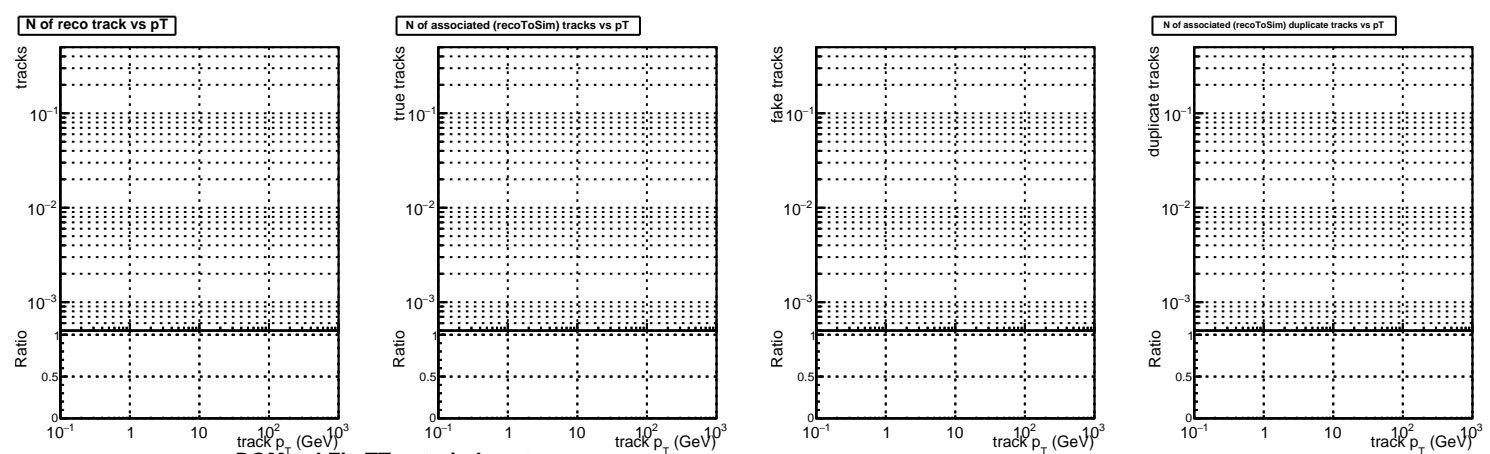 N of reco track vs pT
tracks
10⁻¹
10⁻²
10⁻³
Ratio
1
0.5
0
10⁻¹ 1 10 10² 10³
track p_T (GeV)
N of associated (recoToSim) tracks vs pT
true tracks
10⁻¹
10⁻²
10⁻³
Ratio
1
0.5
0
10⁻¹ 1 10 10² 10³
track p_T (GeV)
fake tracks
10⁻¹
10⁻²
10⁻³
Ratio
1
0.5
0
10⁻¹ 1 10 10² 10³
track p_T (GeV)
N of associated (recoToSim) duplicate tracks vs pT
duplicate tracks
10⁻¹
10⁻²
10⁻³
Ratio
1
0.5
0
10⁻¹ 1 10 10² 10³
track p_T (GeV)